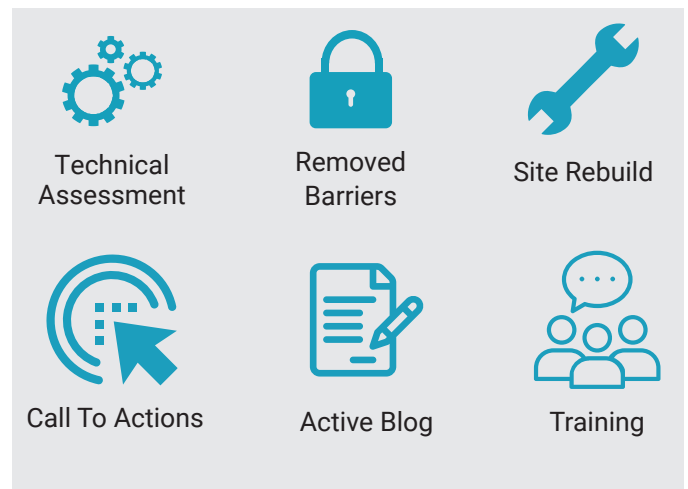 Technical
Assessment
Removed
Barriers
Site Rebuild
Call To Actions
Active Blog
Training